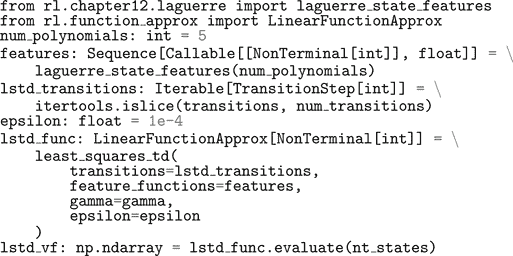 from rl.chapter12.laguerre import laguerre_state_features
from rl.function_approx import LinearFunctionApprox
num_polynomials: int = 5
features: Sequence[Callable[[NonTerminal[int]], float]] = \
    laguerre_state_features(num_polynomials)
lstd_transitions: Iterable[TransitionStep[int]] = \
    itertools.islice(transitions, num_transitions)
epsilon: float = 1e-4
lstd_func: LinearFunctionApprox[NonTerminal[int]] = \
    least_squares_td(
        transitions=lstd_transitions,
        feature_functions=features,
        gamma=gamma,
        epsilon=epsilon
    )
lstd_vf: np.ndarray = lstd_func.evaluate(nt_states)